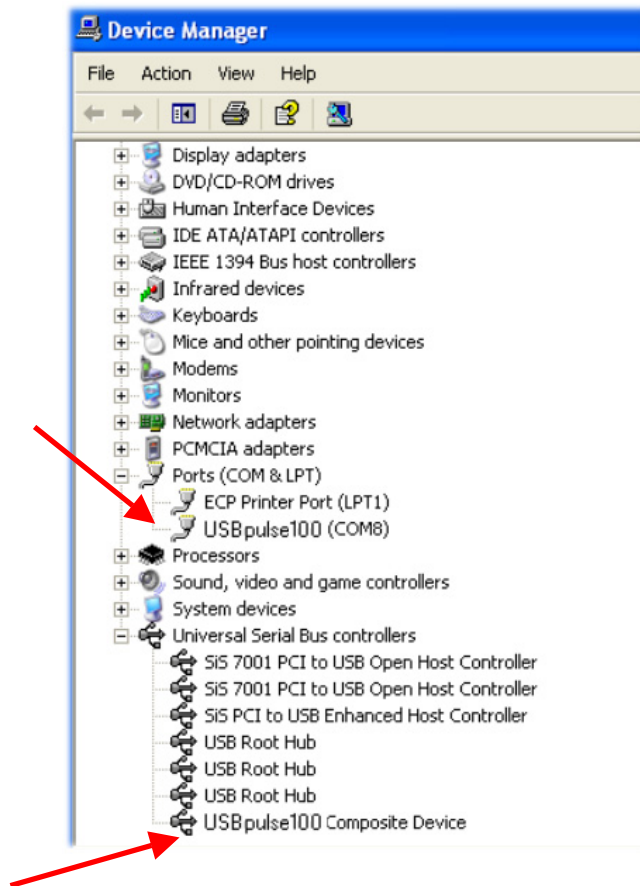 Device Manager
File Action View Help
Display adapters
DVD/CD-ROM drives
Human Interface Devices
IDE ATA/ATAPI controllers
IEEE 1394 Bus host controllers
Infrared devices
Keyboards
Mice and other pointing devices
Modems
Monitors
Network adapters
PCMCIA adapters
Ports (COM & LPT)
ECP Printer Port (LPT1)
USBpulse100 (COM8)
Processors
Sound, video and game controllers
System devices
Universal Serial Bus controllers
SiS 7001 PCI to USB Open Host Controller
SiS 7001 PCI to USB Open Host Controller
SiS PCI to USB Enhanced Host Controller
USB Root Hub
USB Root Hub
USB Root Hub
USBpulse100 Composite Device